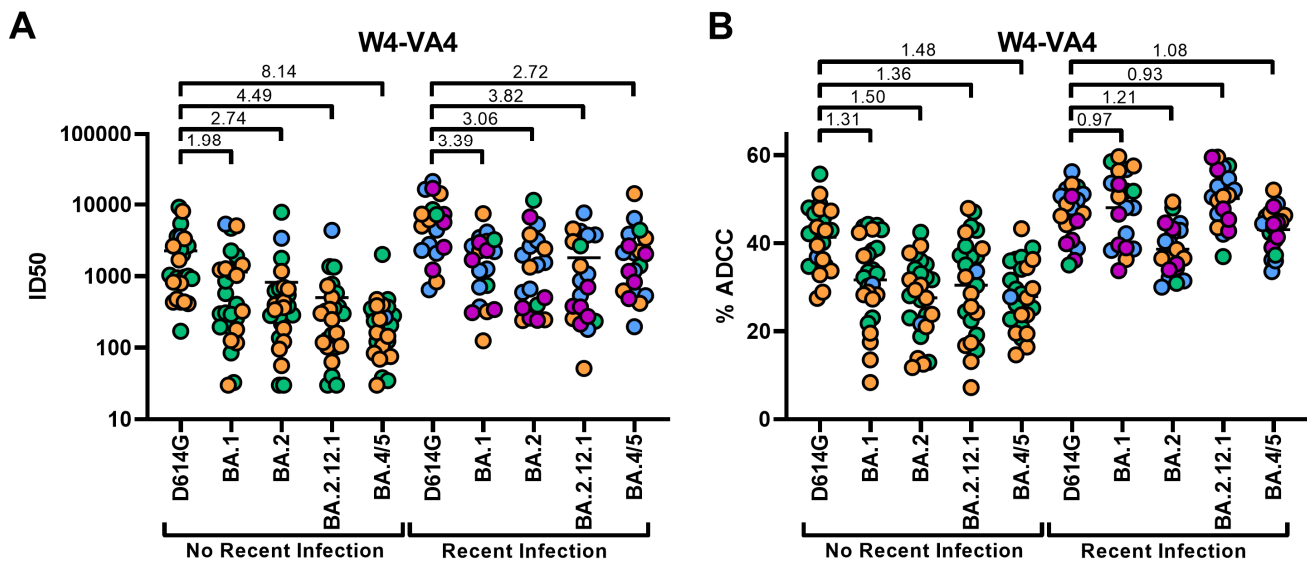 A
W4-VA4
8.14
4.49
2.74
1.98
2.72
3.82
3.06
3.39
ID50
100000
10000
1000
100
10
D614G
BA.1
BA.2
BA.2.12.1
BA.4/5
D614G
BA.1
BA.2
BA.2.12.1
BA.4/5
No Recent Infection
Recent Infection
B
W4-VA4
1.48
1.36
1.50
1.31
1.08
0.93
1.21
0.97
% ADCC
60
40
20
0
D614G
BA.1
BA.2
BA.2.12.1
BA.4/5
D614G
BA.1
BA.2
BA.2.12.1
BA.4/5
No Recent Infection
Recent Infection